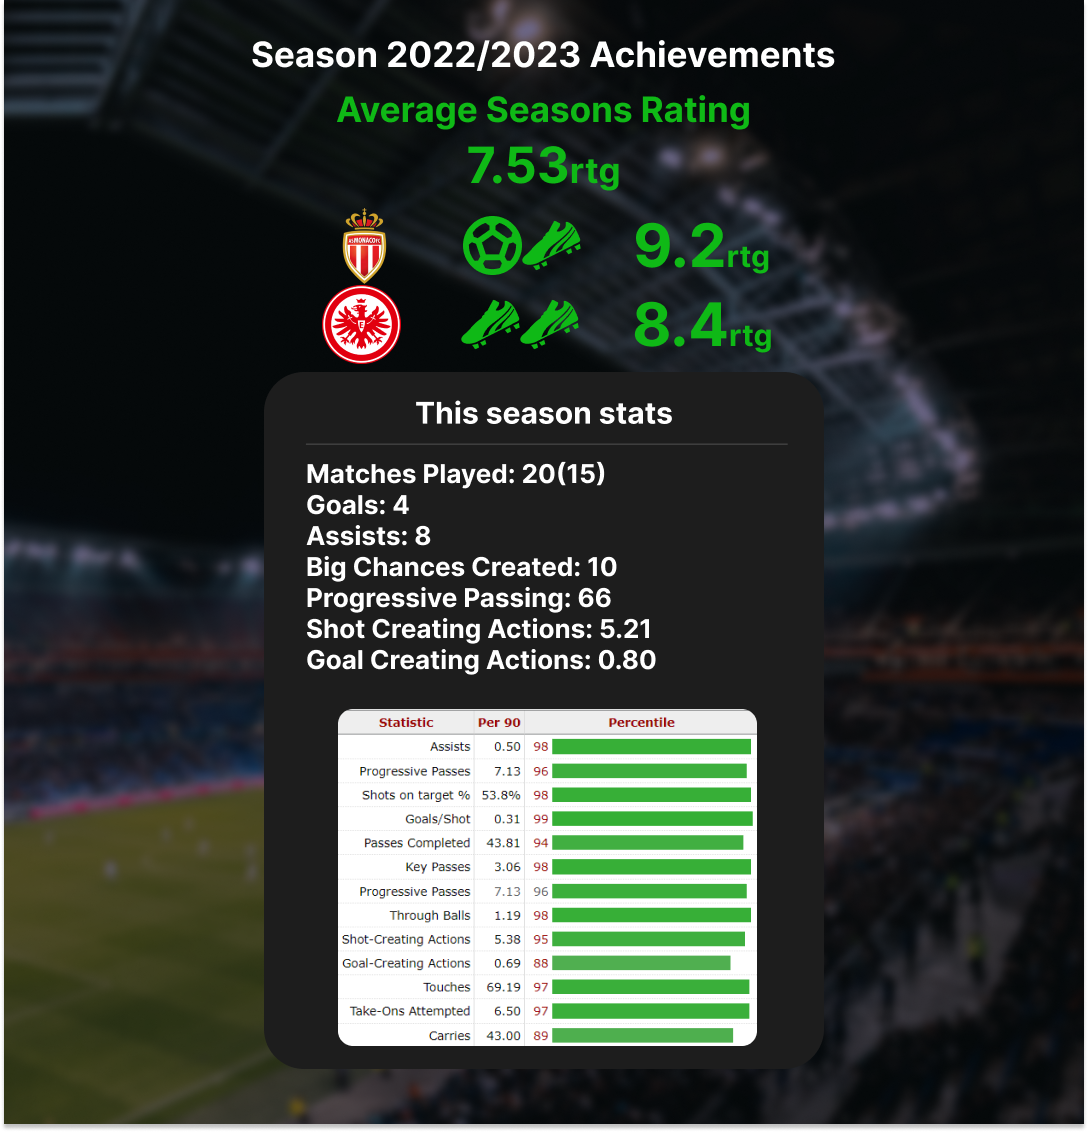 Season 2022/2023 Achievements
Average Seasons Rating
7.53rtg
AS MONACO FC
9.2rtg
8.4rtg
This season stats
Matches Played: 20(15)
Goals: 4
Assists: 8
Big Chances Created: 10
Progressive Passing: 66
Shot Creating Actions: 5.21
Goal Creating Actions: 0.80
Statistic Per 90 Percentile
Assists 0.50 98
Progressive Passes 7.13 96
Shots on target % 53.8% 98
Goals/Shot 0.31 99
Passes Completed 43.81 94
Key Passes 3.06 98
Progressive Passes 7.13 96
Through Balls 1.19 98
Shot-Creating Actions 5.38 95
Goal-Creating Actions 0.69 88
Touches 69.19 97
Take-Ons Attempted 6.50 97
Carries 43.00 89